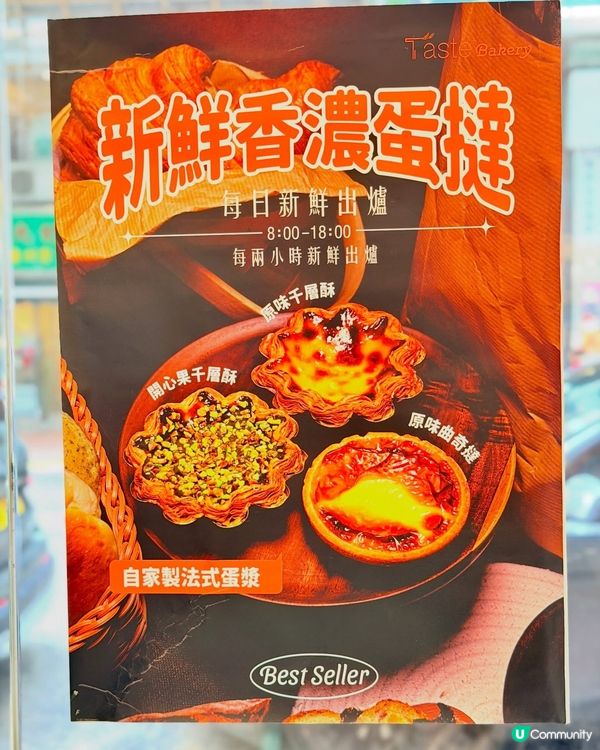 Taste Bakery
新鮮香濃蛋撻
每日新鮮出爐
8:00-18:00
每兩小時新鮮出爐
原味千層酥
開心果千層酥
原味曲奇撻
自家製法式蛋漿
Best Seller
U Community